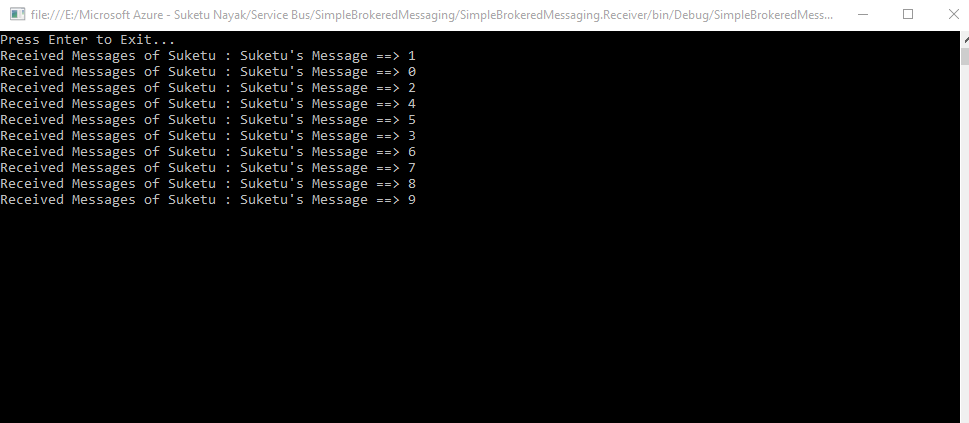 file:///E:/Microsoft Azure - Suketu Nayak/Service Bus/SimpleBrokeredMessaging/SimpleBrokeredMessaging.Receiver/bin/Debug/SimpleBrokeredMess...
Press Enter to Exit...
Received Messages of Suketu : Suketu's Message ==> 1
Received Messages of Suketu : Suketu's Message ==> 0
Received Messages of Suketu : Suketu's Message ==> 2
Received Messages of Suketu : Suketu's Message ==> 4
Received Messages of Suketu : Suketu's Message ==> 5
Received Messages of Suketu : Suketu's Message ==> 3
Received Messages of Suketu : Suketu's Message ==> 6
Received Messages of Suketu : Suketu's Message ==> 7
Received Messages of Suketu : Suketu's Message ==> 8
Received Messages of Suketu : Suketu's Message ==> 9